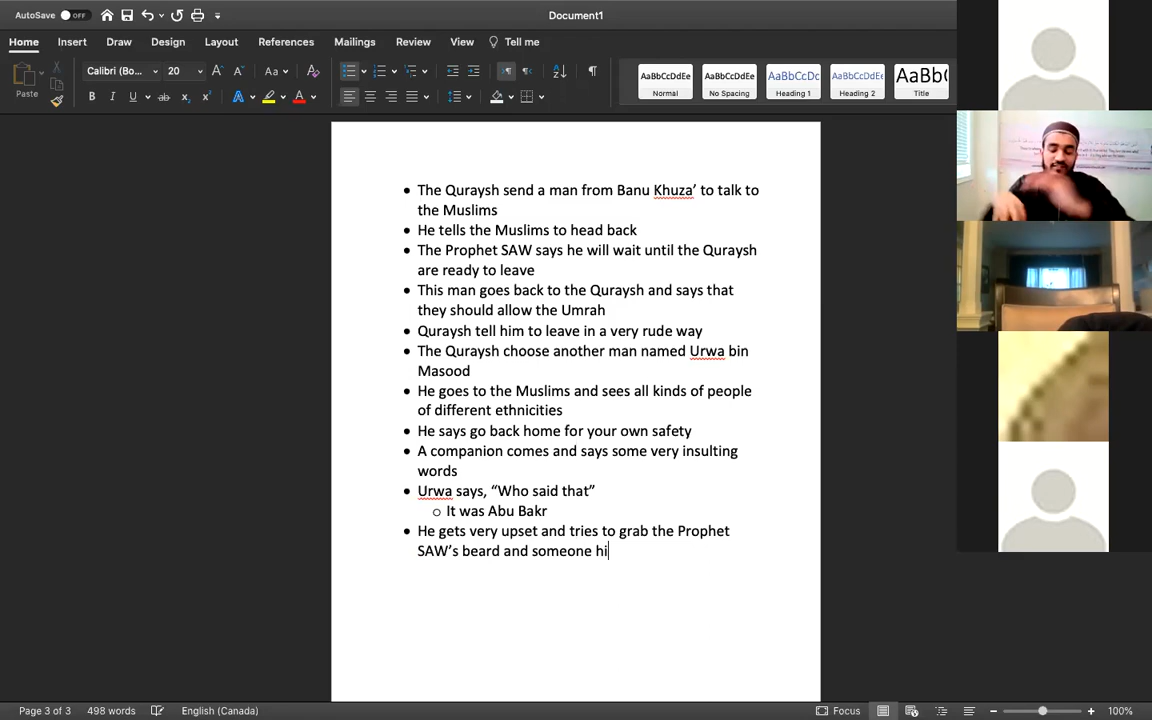 AutoSave OFF
Document1
Home Insert Draw Design Layout References Mailings Review View Tell me
Paste
Calibri (Bo... 20
AaBbCcDdEe AaBbCcDdEe AaBbCcDc AaBbCcDdEe AaBb(
Normal No Spacing Heading 1 Heading 2 Title
• The Quraysh send a man from Banu Khuza’ to talk to
the Muslims
• He tells the Muslims to head back
• The Prophet SAW says he will wait until the Quraysh
are ready to leave
• This man goes back to the Quraysh and says that
they should allow the Umrah
• Quraysh tell him to leave in a very rude way
• The Quraysh choose another man named Urwa bin
Masood
• He goes to the Muslims and sees all kinds of people
of different ethnicities
• He says go back home for your own safety
• A companion comes and says some very insulting
words
• Urwa says, “Who said that”
o It was Abu Bakr
• He gets very upset and tries to grab the Prophet
SAW’s beard and someone hi
Page 3 of 3 498 words English (Canada) Focus 100%